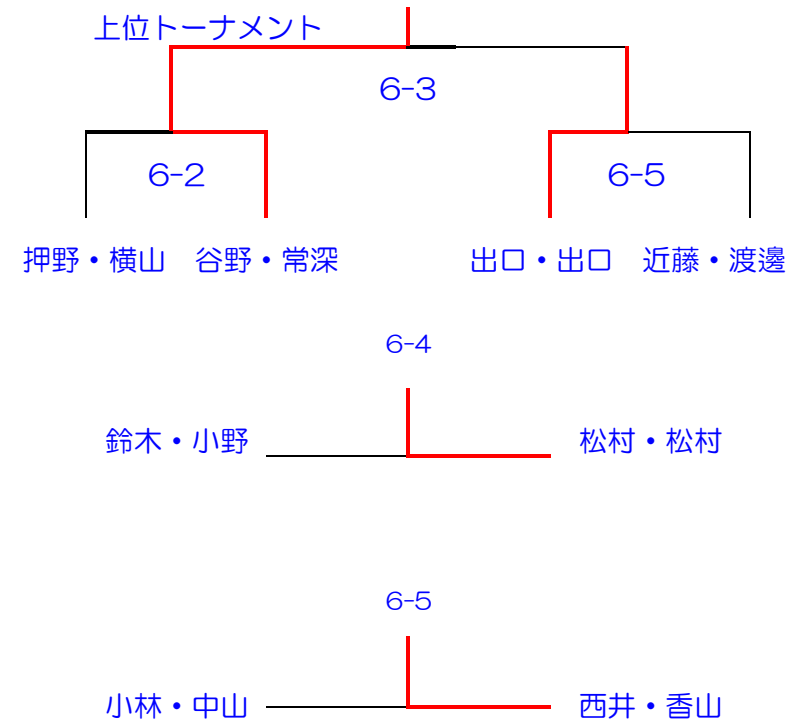 上位トーナメント
6-3
6-2 6-5
押野・横山 谷野・常深 出口・出口 近藤・渡邊
6-4
鈴木・小野 松村・松村
6-5
小林・中山 西井・香山